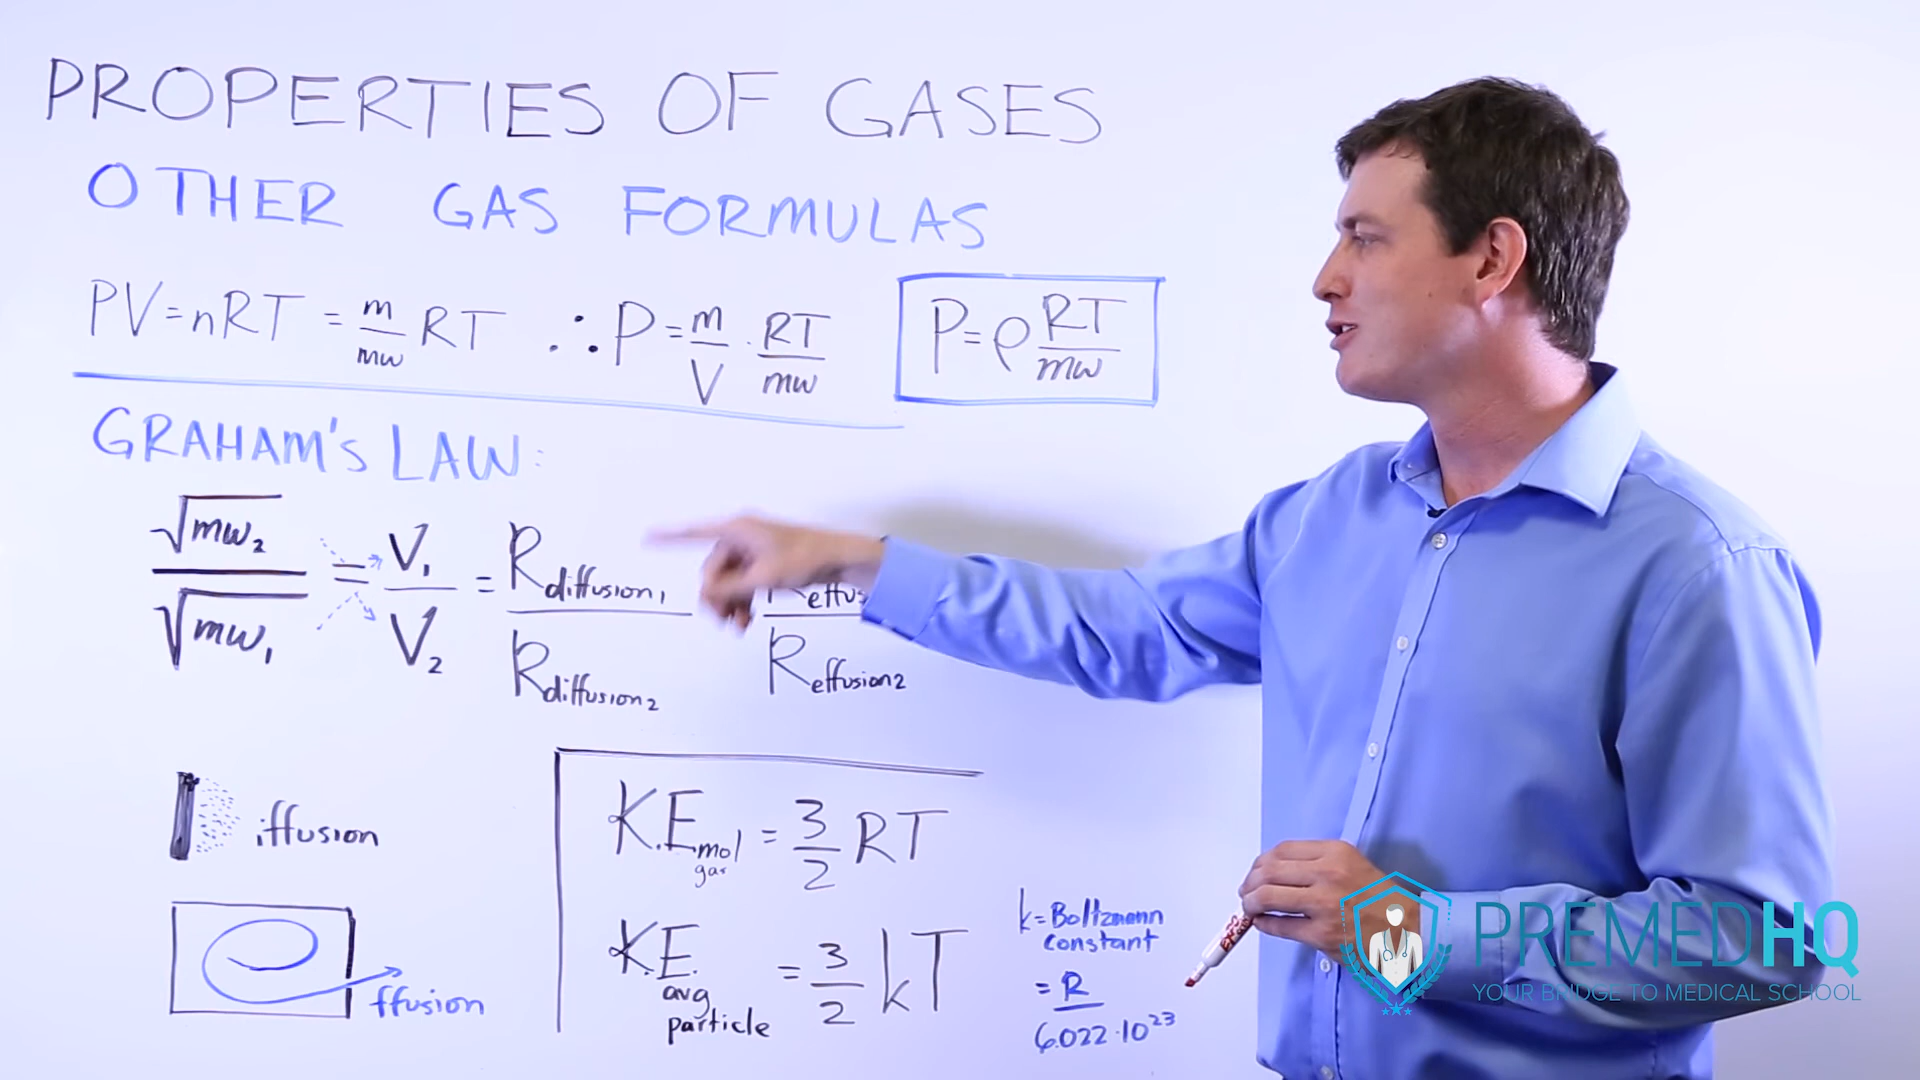 PROPERTIES OF GASES
OTHER GAS FORMULAS
PV = nRT = m/mw RT ∴ P = m/V · RT/mw
P = ρ RT/mw
GRAHAM'S LAW:
√mw₂/√mw₁ = V₁/V₂ = Rdiffusion₁/Rdiffusion₂ Reffus/Reffusion₂
iffusion
ffusion
K.E.mol gas = 3/2 RT
K.E. avg particle = 3/2 kT
k = Boltzmann
constant
= R
6.022 · 10²³
EXPO
PREMEDHQ
YOUR BRIDGE TO MEDICAL SCHOOL